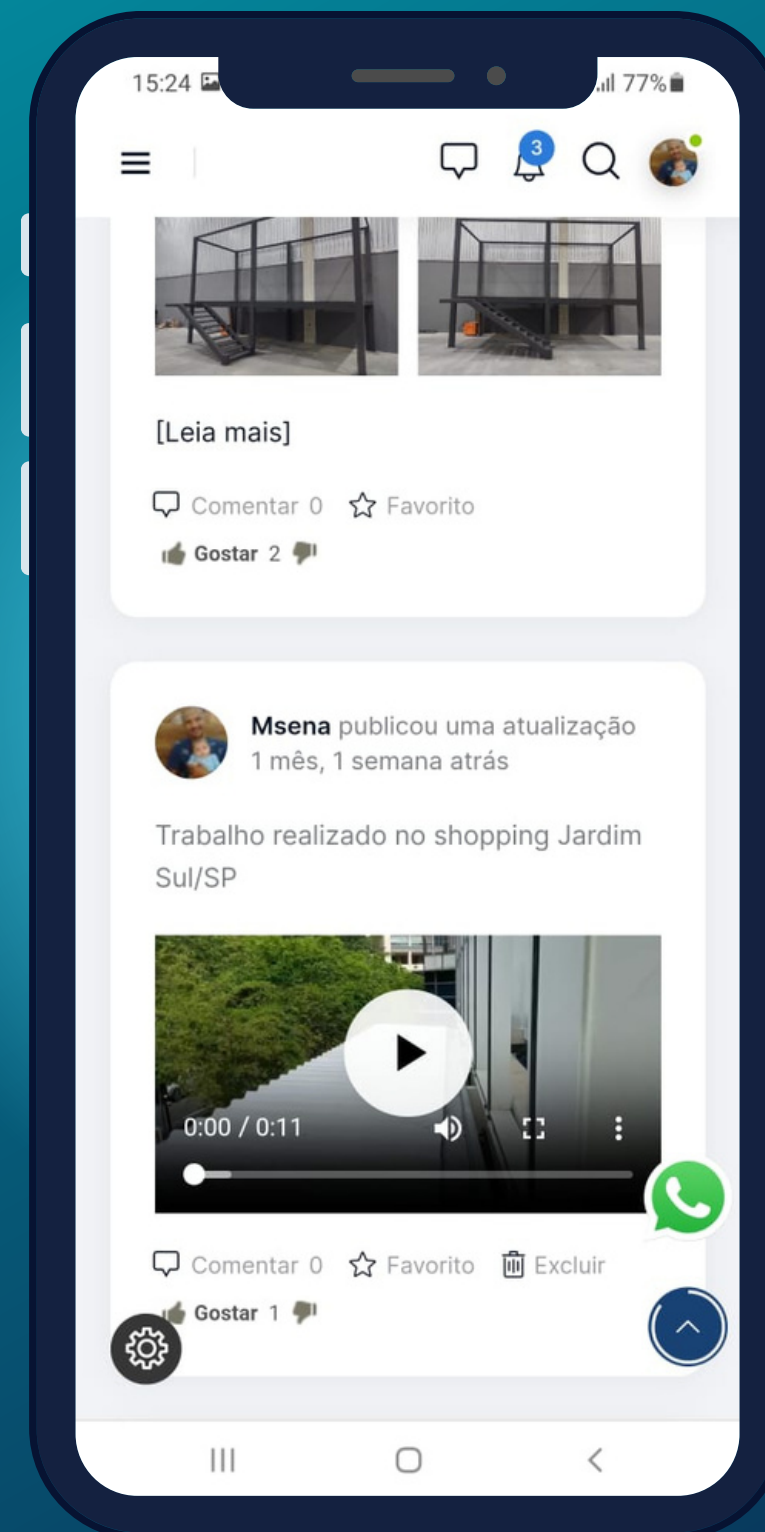 15:24 77%
3
[Leia mais]
Comentar 0 Favorito
Gostar 2
Msena publicou uma atualização
1 mês, 1 semana atrás
Trabalho realizado no shopping Jardim
Sul/SP
0:00 / 0:11
Comentar 0 Favorito Excluir
Gostar 1